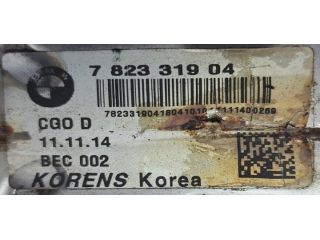 7 823 319 04
CGO D
11.11.14
BEC 002
KORENS Korea